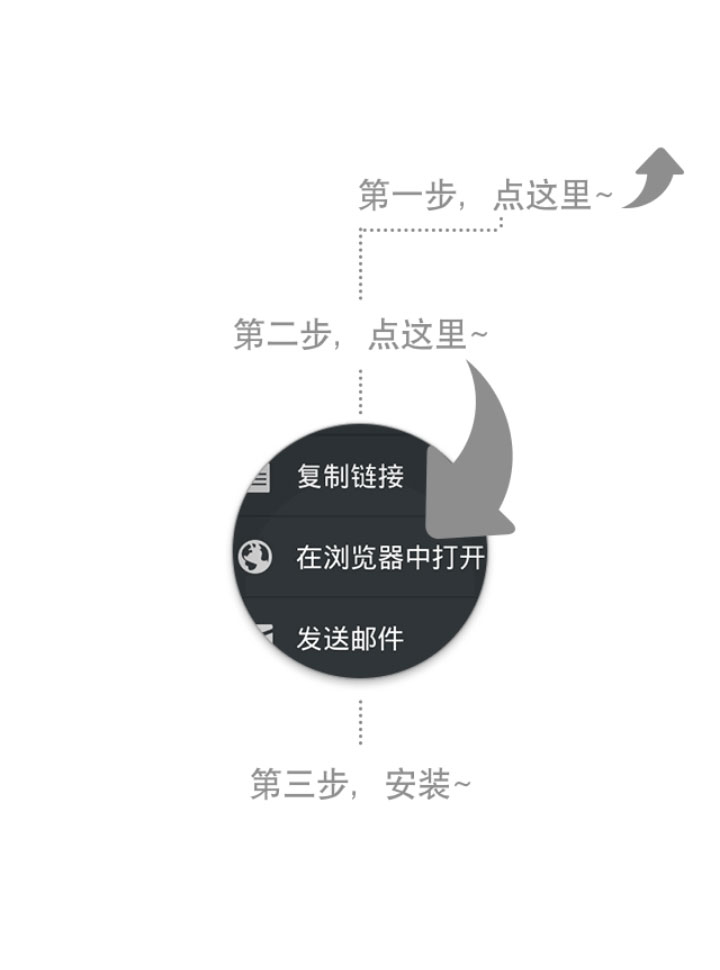 第一步，点这里~
第二步，点这里~
复制链接
在浏览器中打开
发送邮件
第三步，安装~